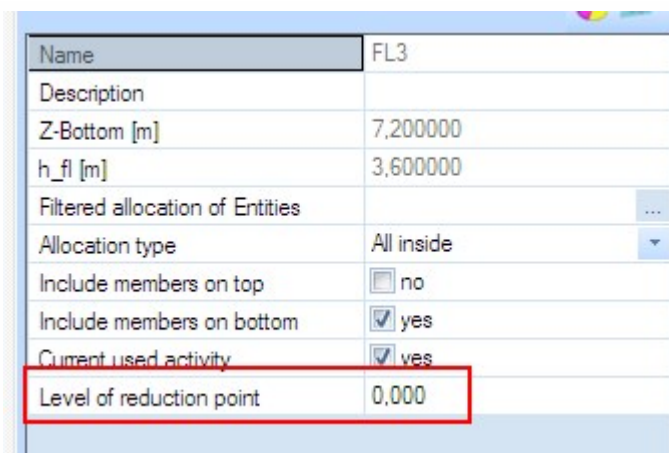 Name FL3
Description
Z-Bottom [m] 7,200000
h_fl [m] 3,600000
Filtered allocation of Entities ...
Allocation type All inside
Include members on top no
Include members on bottom yes
Current used activity yes
Level of reduction point 0,000